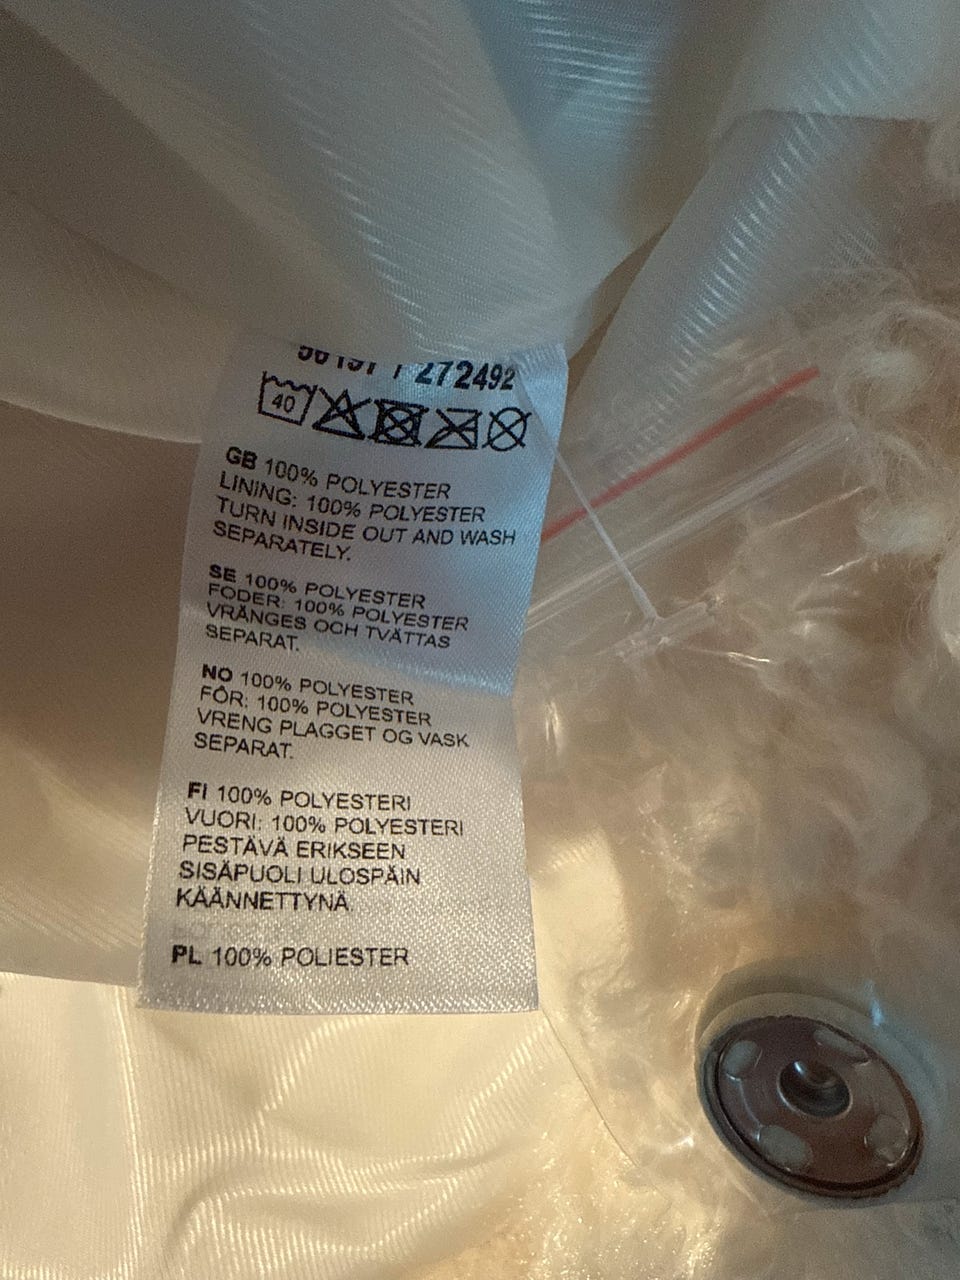 272492
40
GB 100% POLYESTER
LINING: 100% POLYESTER
TURN INSIDE OUT AND WASH
SEPARATELY.
SE 100% POLYESTER
FODER: 100% POLYESTER
VRÄNGES OCH TVÄTTAS
SEPARAT.
NO 100% POLYESTER
FÔR: 100% POLYESTER
VRENG PLAGGET OG VASK
SEPARAT.
FI 100% POLYESTERI
VUORI: 100% POLYESTERI
PESTÄVÄ ERIKSEEN
SISÄPUOLI ULOSPÄIN
KÄÄNNETTYNÄ.
PL 100% POLIESTER